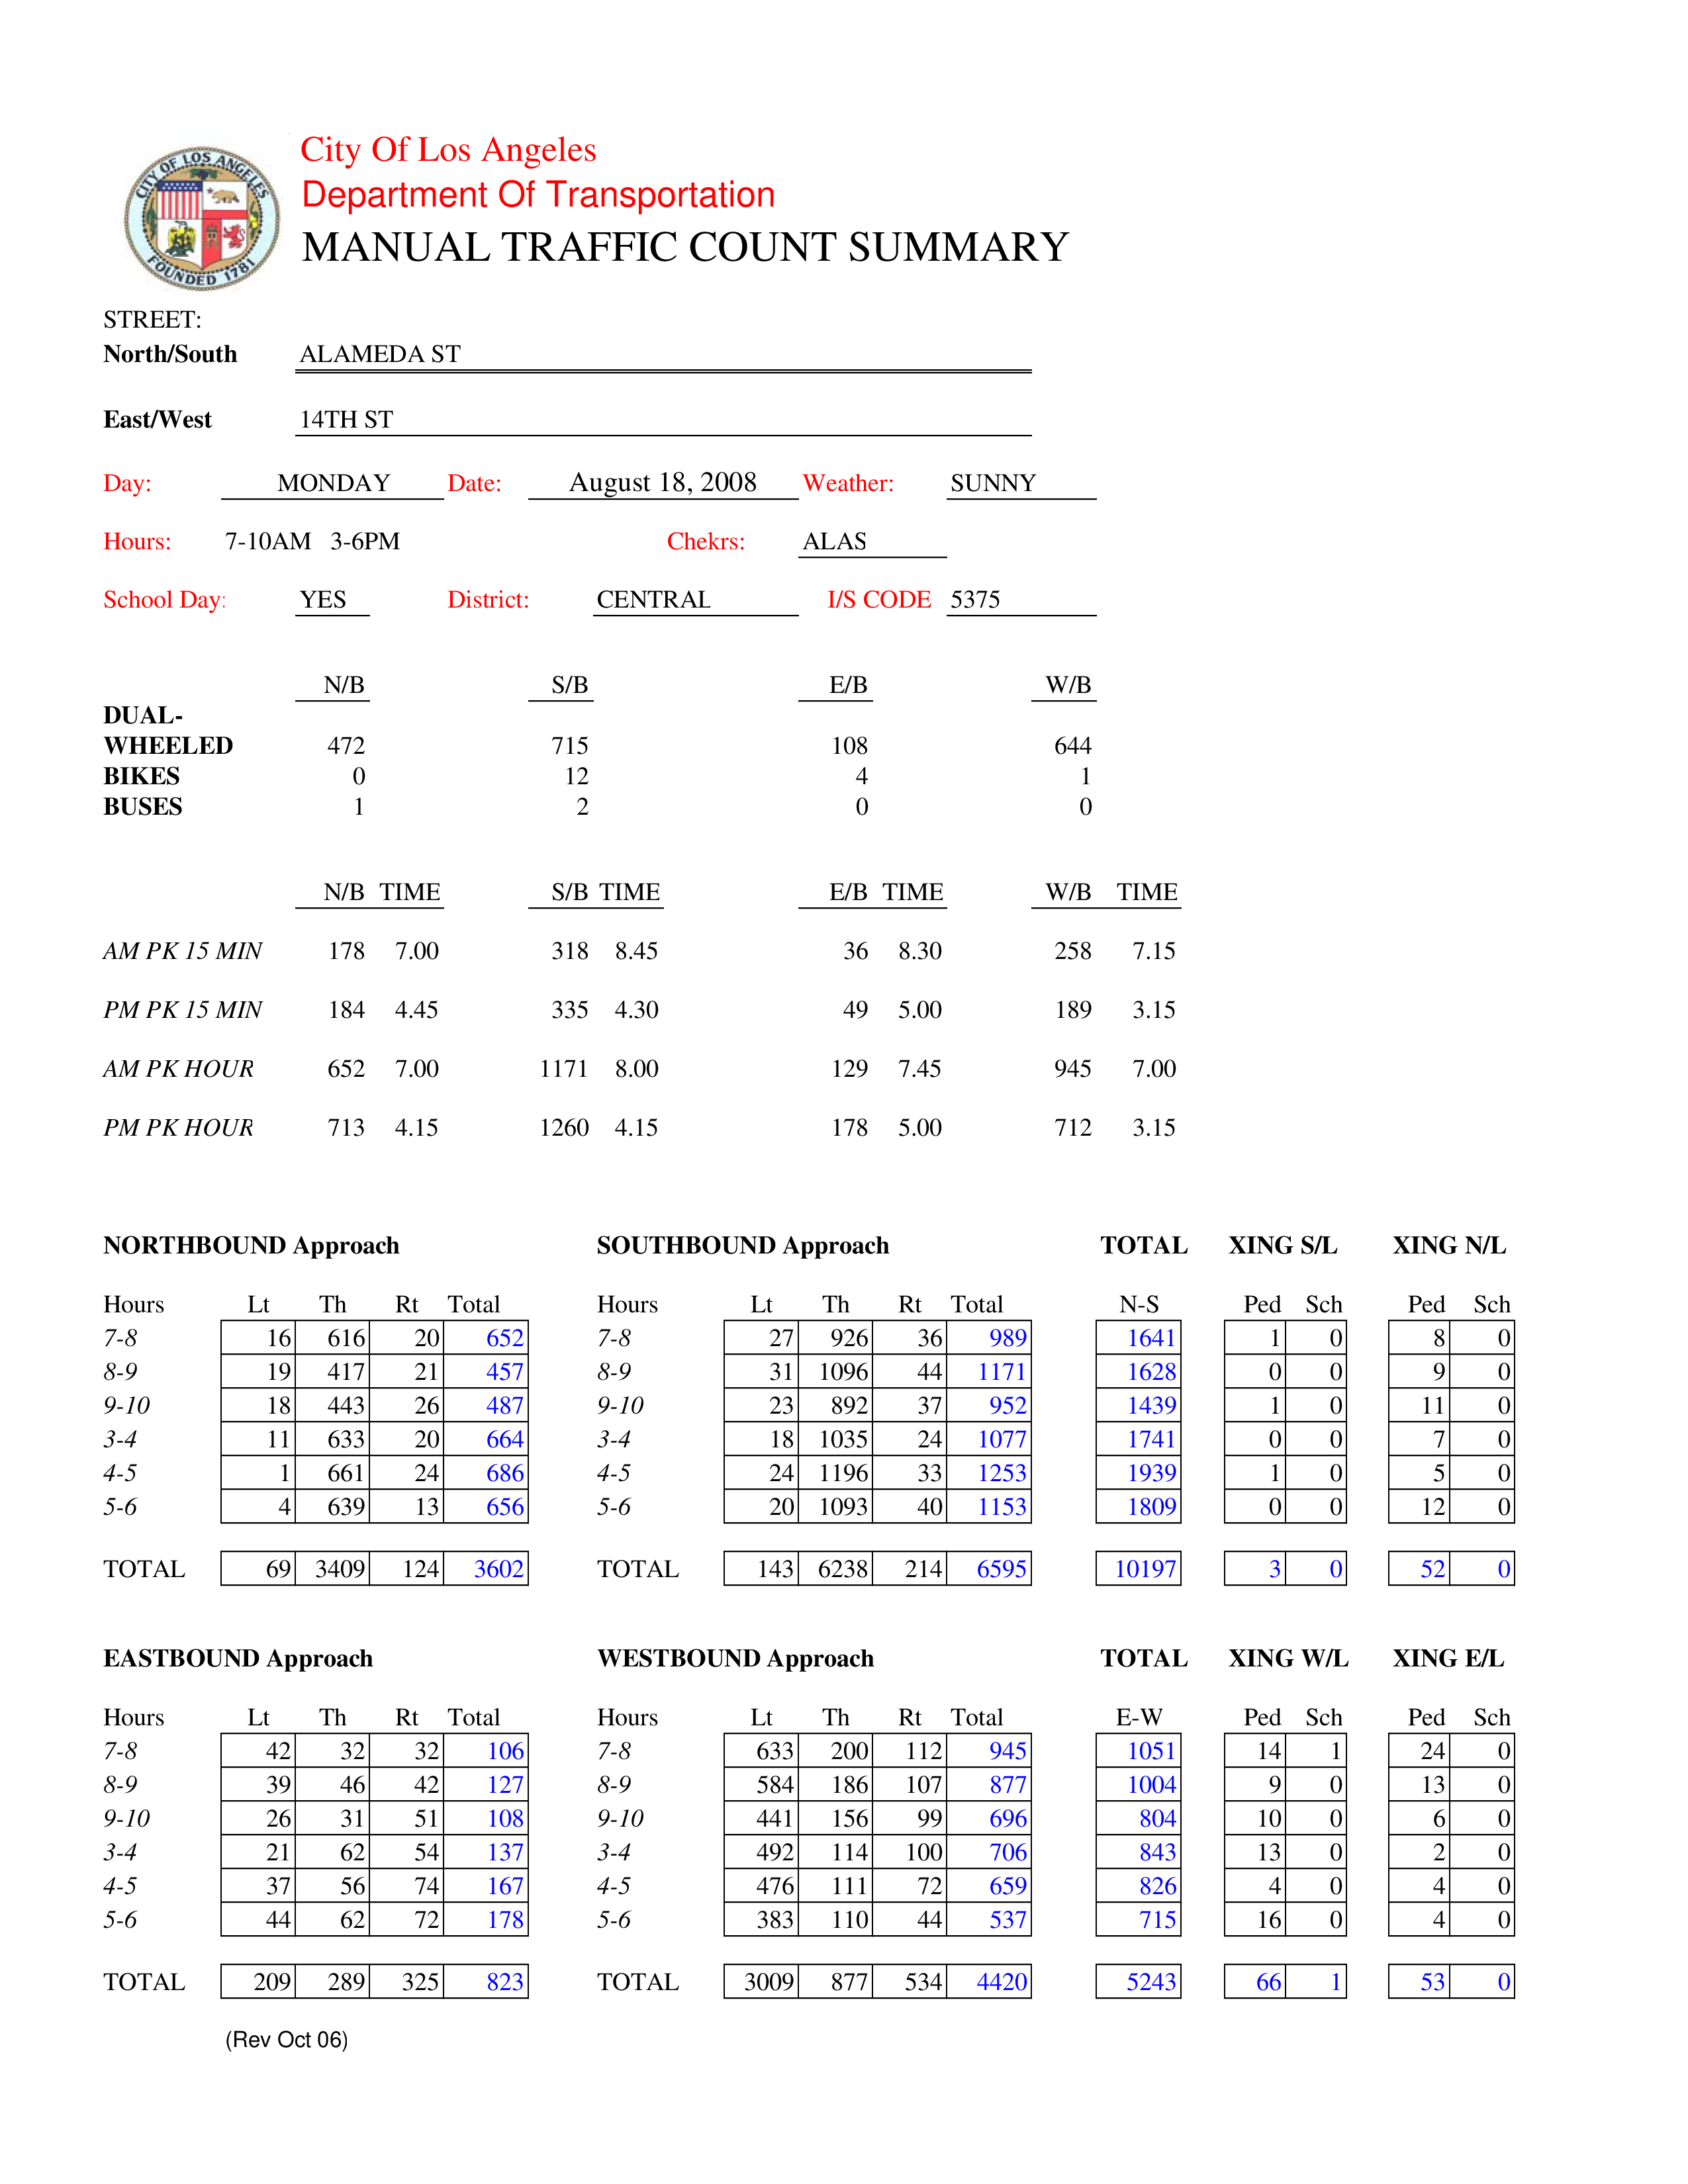 CITY OF LOS ANGELES
FOUNDED 1781
City Of Los Angeles
Department Of Transportation
MANUAL TRAFFIC COUNT SUMMARY
STREET:
North/South ALAMEDA ST
East/West 14TH ST
Day: MONDAY Date: August 18, 2008 Weather: SUNNY
Hours: 7-10AM 3-6PM Chekrs: ALAS
School Day: YES District: CENTRAL I/S CODE 5375
N/B S/B E/B W/B
DUAL-
WHEELED 472 715 108 644
BIKES 0 12 4 1
BUSES 1 2 0 0
N/B TIME S/B TIME E/B TIME W/B TIME
AM PK 15 MIN 178 7.00 318 8.45 36 8.30 258 7.15
PM PK 15 MIN 184 4.45 335 4.30 49 5.00 189 3.15
AM PK HOUR 652 7.00 1171 8.00 129 7.45 945 7.00
PM PK HOUR 713 4.15 1260 4.15 178 5.00 712 3.15
NORTHBOUND Approach SOUTHBOUND Approach TOTAL XING S/L XING N/L
Hours Lt Th Rt Total Hours Lt Th Rt Total N-S Ped Sch Ped Sch
7-8 16 616 20 652 7-8 27 926 36 989 1641 1 0 8 0
8-9 19 417 21 457 8-9 31 1096 44 1171 1628 0 0 9 0
9-10 18 443 26 487 9-10 23 892 37 952 1439 1 0 11 0
3-4 11 633 20 664 3-4 18 1035 24 1077 1741 0 0 7 0
4-5 1 661 24 686 4-5 24 1196 33 1253 1939 1 0 5 0
5-6 4 639 13 656 5-6 20 1093 40 1153 1809 0 0 12 0
TOTAL 69 3409 124 3602 TOTAL 143 6238 214 6595 10197 3 0 52 0
EASTBOUND Approach WESTBOUND Approach TOTAL XING W/L XING E/L
Hours Lt Th Rt Total Hours Lt Th Rt Total E-W Ped Sch Ped Sch
7-8 42 32 32 106 7-8 633 200 112 945 1051 14 1 24 0
8-9 39 46 42 127 8-9 584 186 107 877 1004 9 0 13 0
9-10 26 31 51 108 9-10 441 156 99 696 804 10 0 6 0
3-4 21 62 54 137 3-4 492 114 100 706 843 13 0 2 0
4-5 37 56 74 167 4-5 476 111 72 659 826 4 0 4 0
5-6 44 62 72 178 5-6 383 110 44 537 715 16 0 4 0
TOTAL 209 289 325 823 TOTAL 3009 877 534 4420 5243 66 1 53 0
(Rev Oct 06)